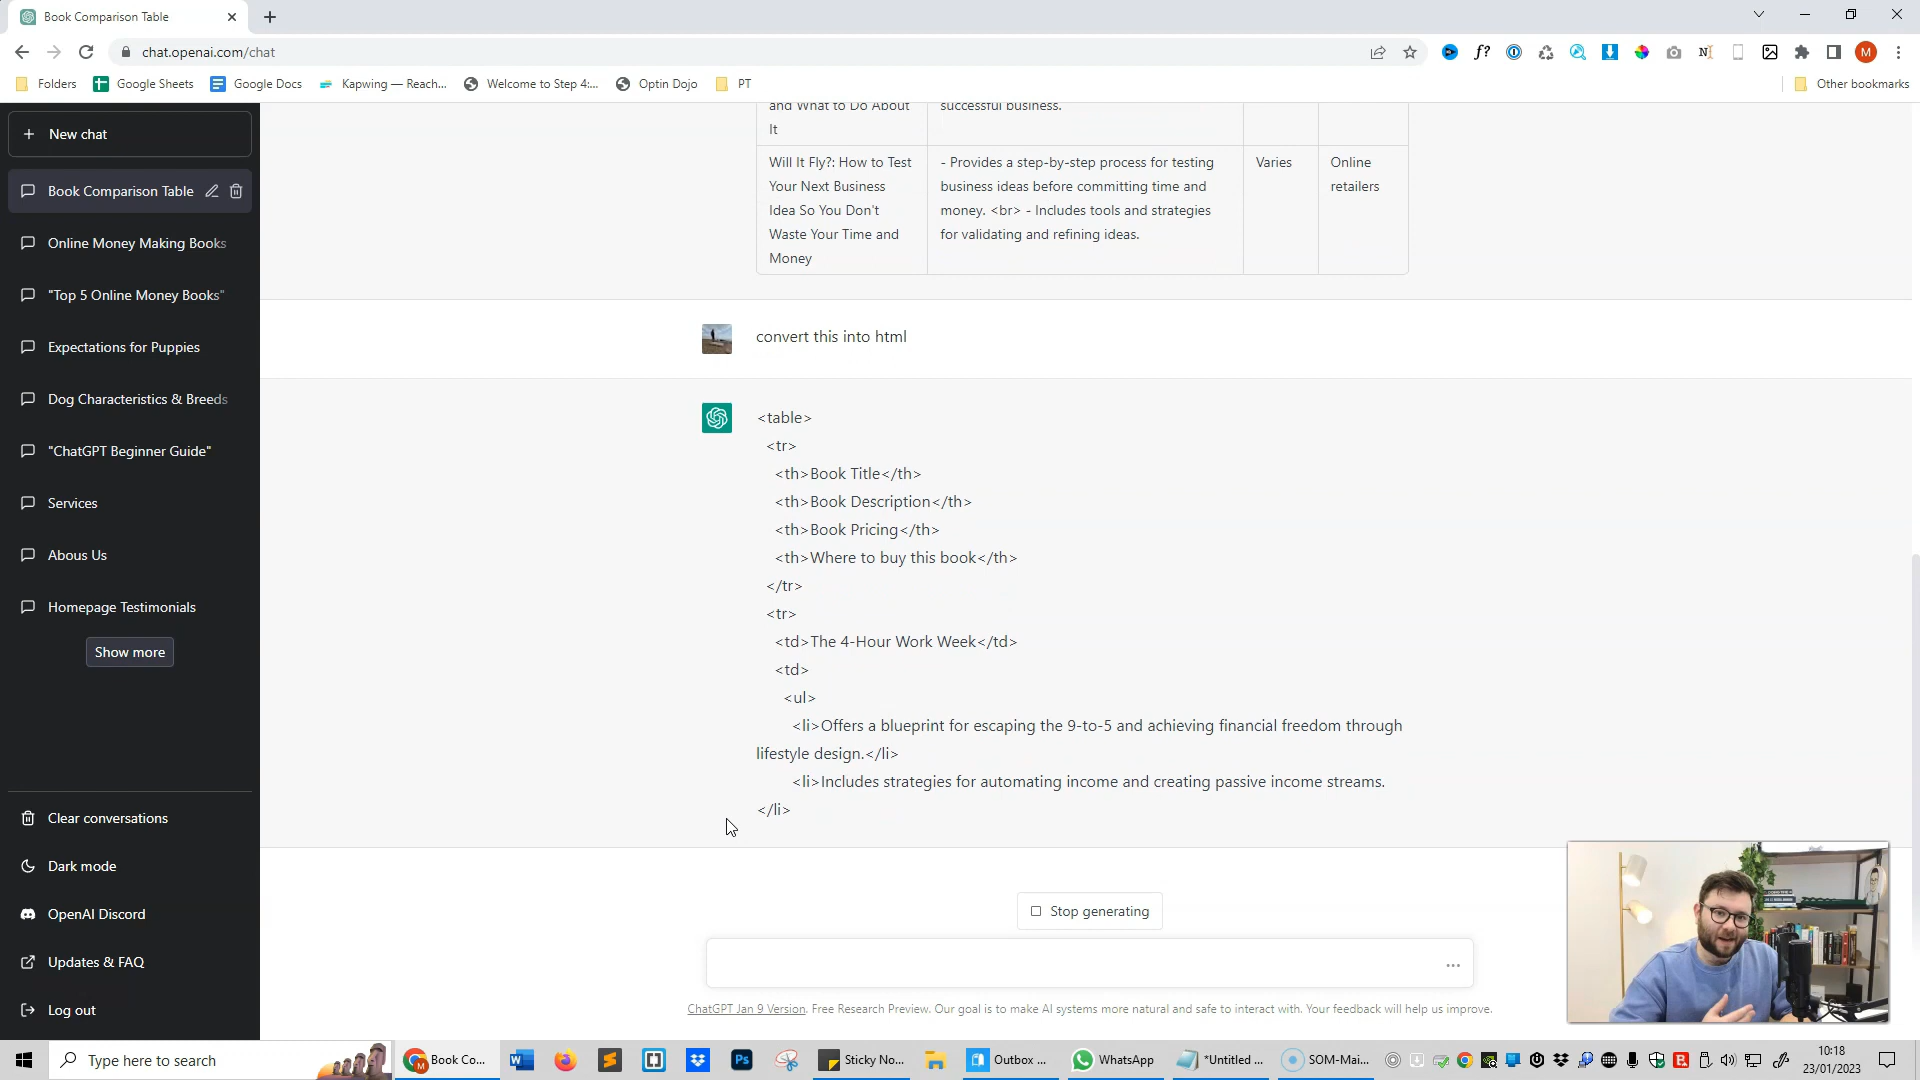 Book Comparison Table
chat.openai.com/chat
Folders
Google Sheets
Google Docs
Kapwing — Reach...
Welcome to Step 4:...
Optin Dojo
PT
Other bookmarks
New chat
Book Comparison Table
Online Money Making Books
"Top 5 Online Money Books"
Expectations for Puppies
Dog Characteristics & Breeds
"ChatGPT Beginner Guide"
Services
Abous Us
Homepage Testimonials
Show more
Clear conversations
Dark mode
OpenAI Discord
Updates & FAQ
Log out
and What to Do About
It
successful business.
Will It Fly?: How to Test
Your Next Business
Idea So You Don't
Waste Your Time and
Money
- Provides a step-by-step process for testing
business ideas before committing time and
money. <br> - Includes tools and strategies
for validating and refining ideas.
Varies
Online
retailers
convert this into html
<table>
<tr>
<th>Book Title</th>
<th>Book Description</th>
<th>Book Pricing</th>
<th>Where to buy this book</th>
</tr>
<tr>
<td>The 4-Hour Work Week</td>
<td>
<ul>
<li>Offers a blueprint for escaping the 9-to-5 and achieving financial freedom through
lifestyle design.</li>
<li>Includes strategies for automating income and creating passive income streams.
</li>
Stop generating
ChatGPT Jan 9 Version. Free Research Preview. Our goal is to make AI systems more natural and safe to interact with. Your feedback will help us improve.
Type here to search
Book Co...
Sticky No...
Outbox ...
WhatsApp
*Untitled ...
SOM-Mai...
10:18
23/01/2023